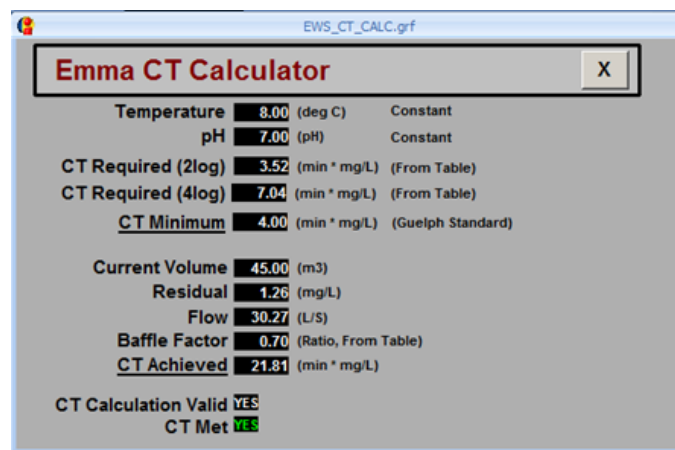 EWS_CT_CALC.grf
Emma CT Calculator X
Temperature 8.00 (deg C) Constant
pH 7.00 (pH) Constant
CT Required (2log) 3.52 (min * mg/L) (From Table)
CT Required (4log) 7.04 (min * mg/L) (From Table)
CT Minimum 4.00 (min * mg/L) (Guelph Standard)
Current Volume 45.00 (m3)
Residual 1.26 (mg/L)
Flow 30.27 (L/S)
Baffle Factor 0.70 (Ratio, From Table)
CT Achieved 21.81 (min * mg/L)
CT Calculation Valid YES
CT Met YES